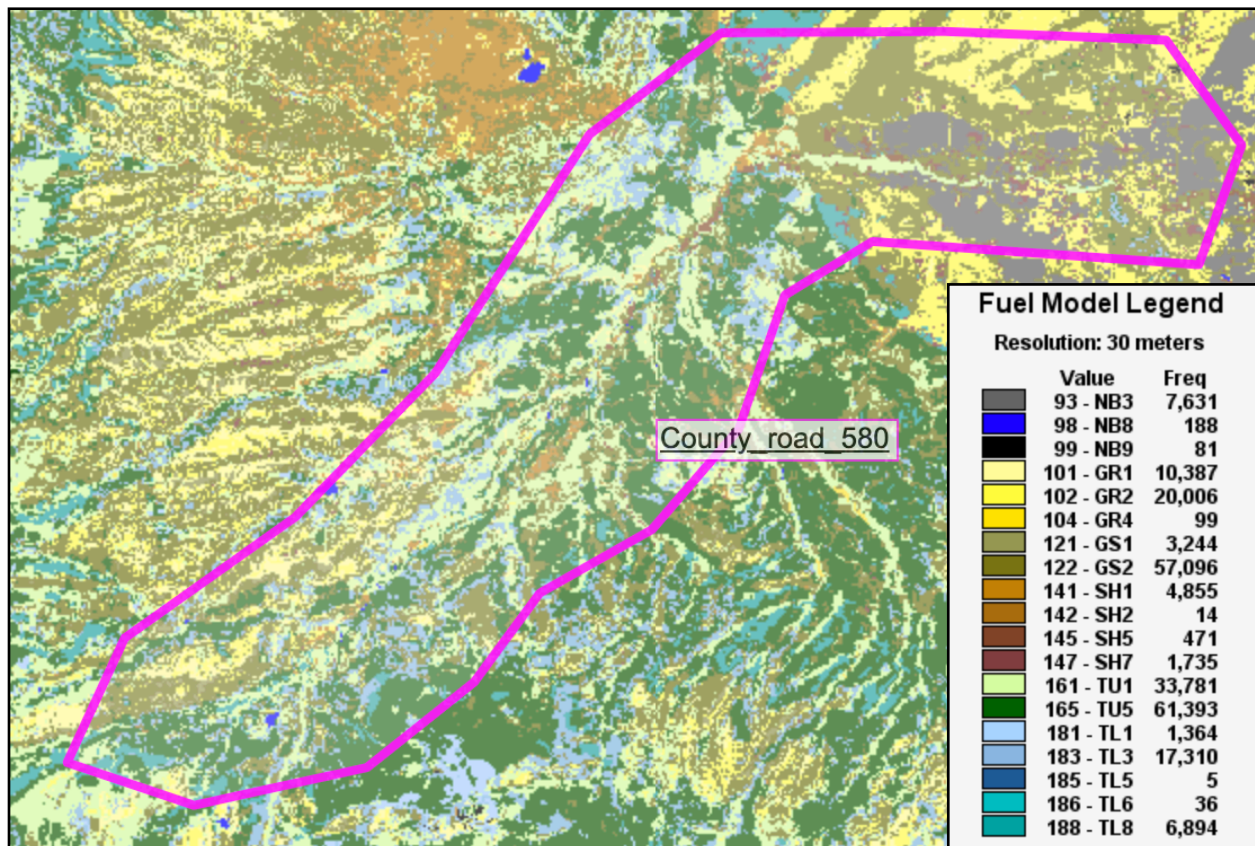 County_road_580
Fuel Model Legend
Resolution: 30 meters
Value Freq
93 - NB3 7,631
98 - NB8 188
99 - NB9 81
101 - GR1 10,387
102 - GR2 20,006
104 - GR4 99
121 - GS1 3,244
122 - GS2 57,096
141 - SH1 4,855
142 - SH2 14
145 - SH5 471
147 - SH7 1,735
161 - TU1 33,781
165 - TU5 61,393
181 - TL1 1,364
183 - TL3 17,310
185 - TL5 5
186 - TL6 36
188 - TL8 6,894